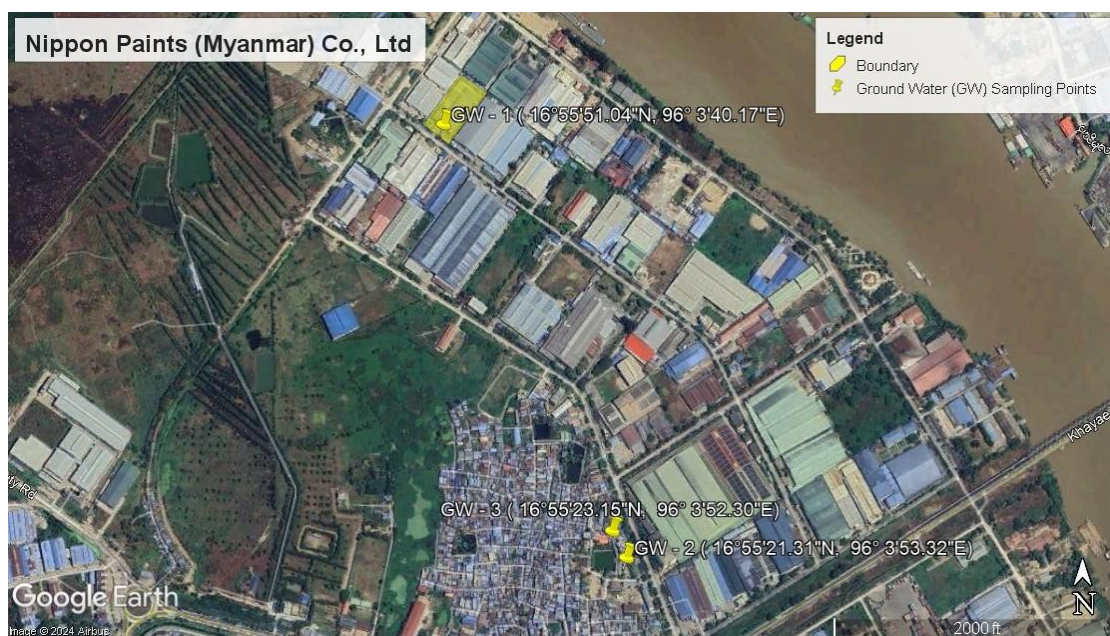 Nippon Paints (Myanmar) Co., Ltd
Legend
Boundary
Ground Water (GW) Sampling Points
GW - 1 ( 16°55'51.04"N, 96° 3'40.17"E)
Khayae
ty Rd
GW - 3 ( 16°55'23.15"N, 96° 3'52.30"E)
GW - 2 ( 16°55'21.31"N, 96° 3'53.32"E)
Google Earth
Image © 2024 Airbus
N
2000 ft